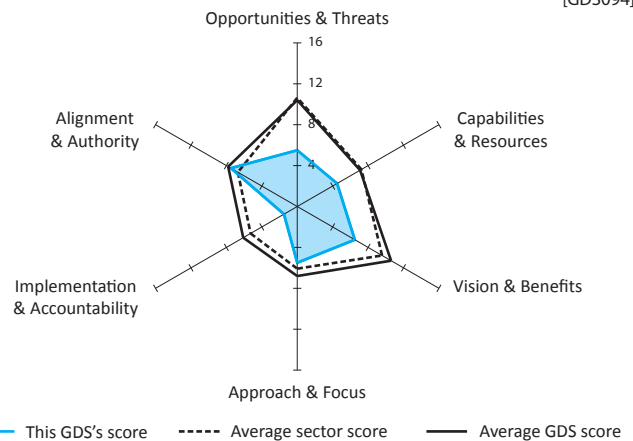 [GDS094]
Opportunities & Threats
16
12
8
4
Alignment
& Authority
Capabilities
& Resources
Implementation
& Accountability
Vision & Benefits
Approach & Focus
This GDS's score
Average sector score
Average GDS score